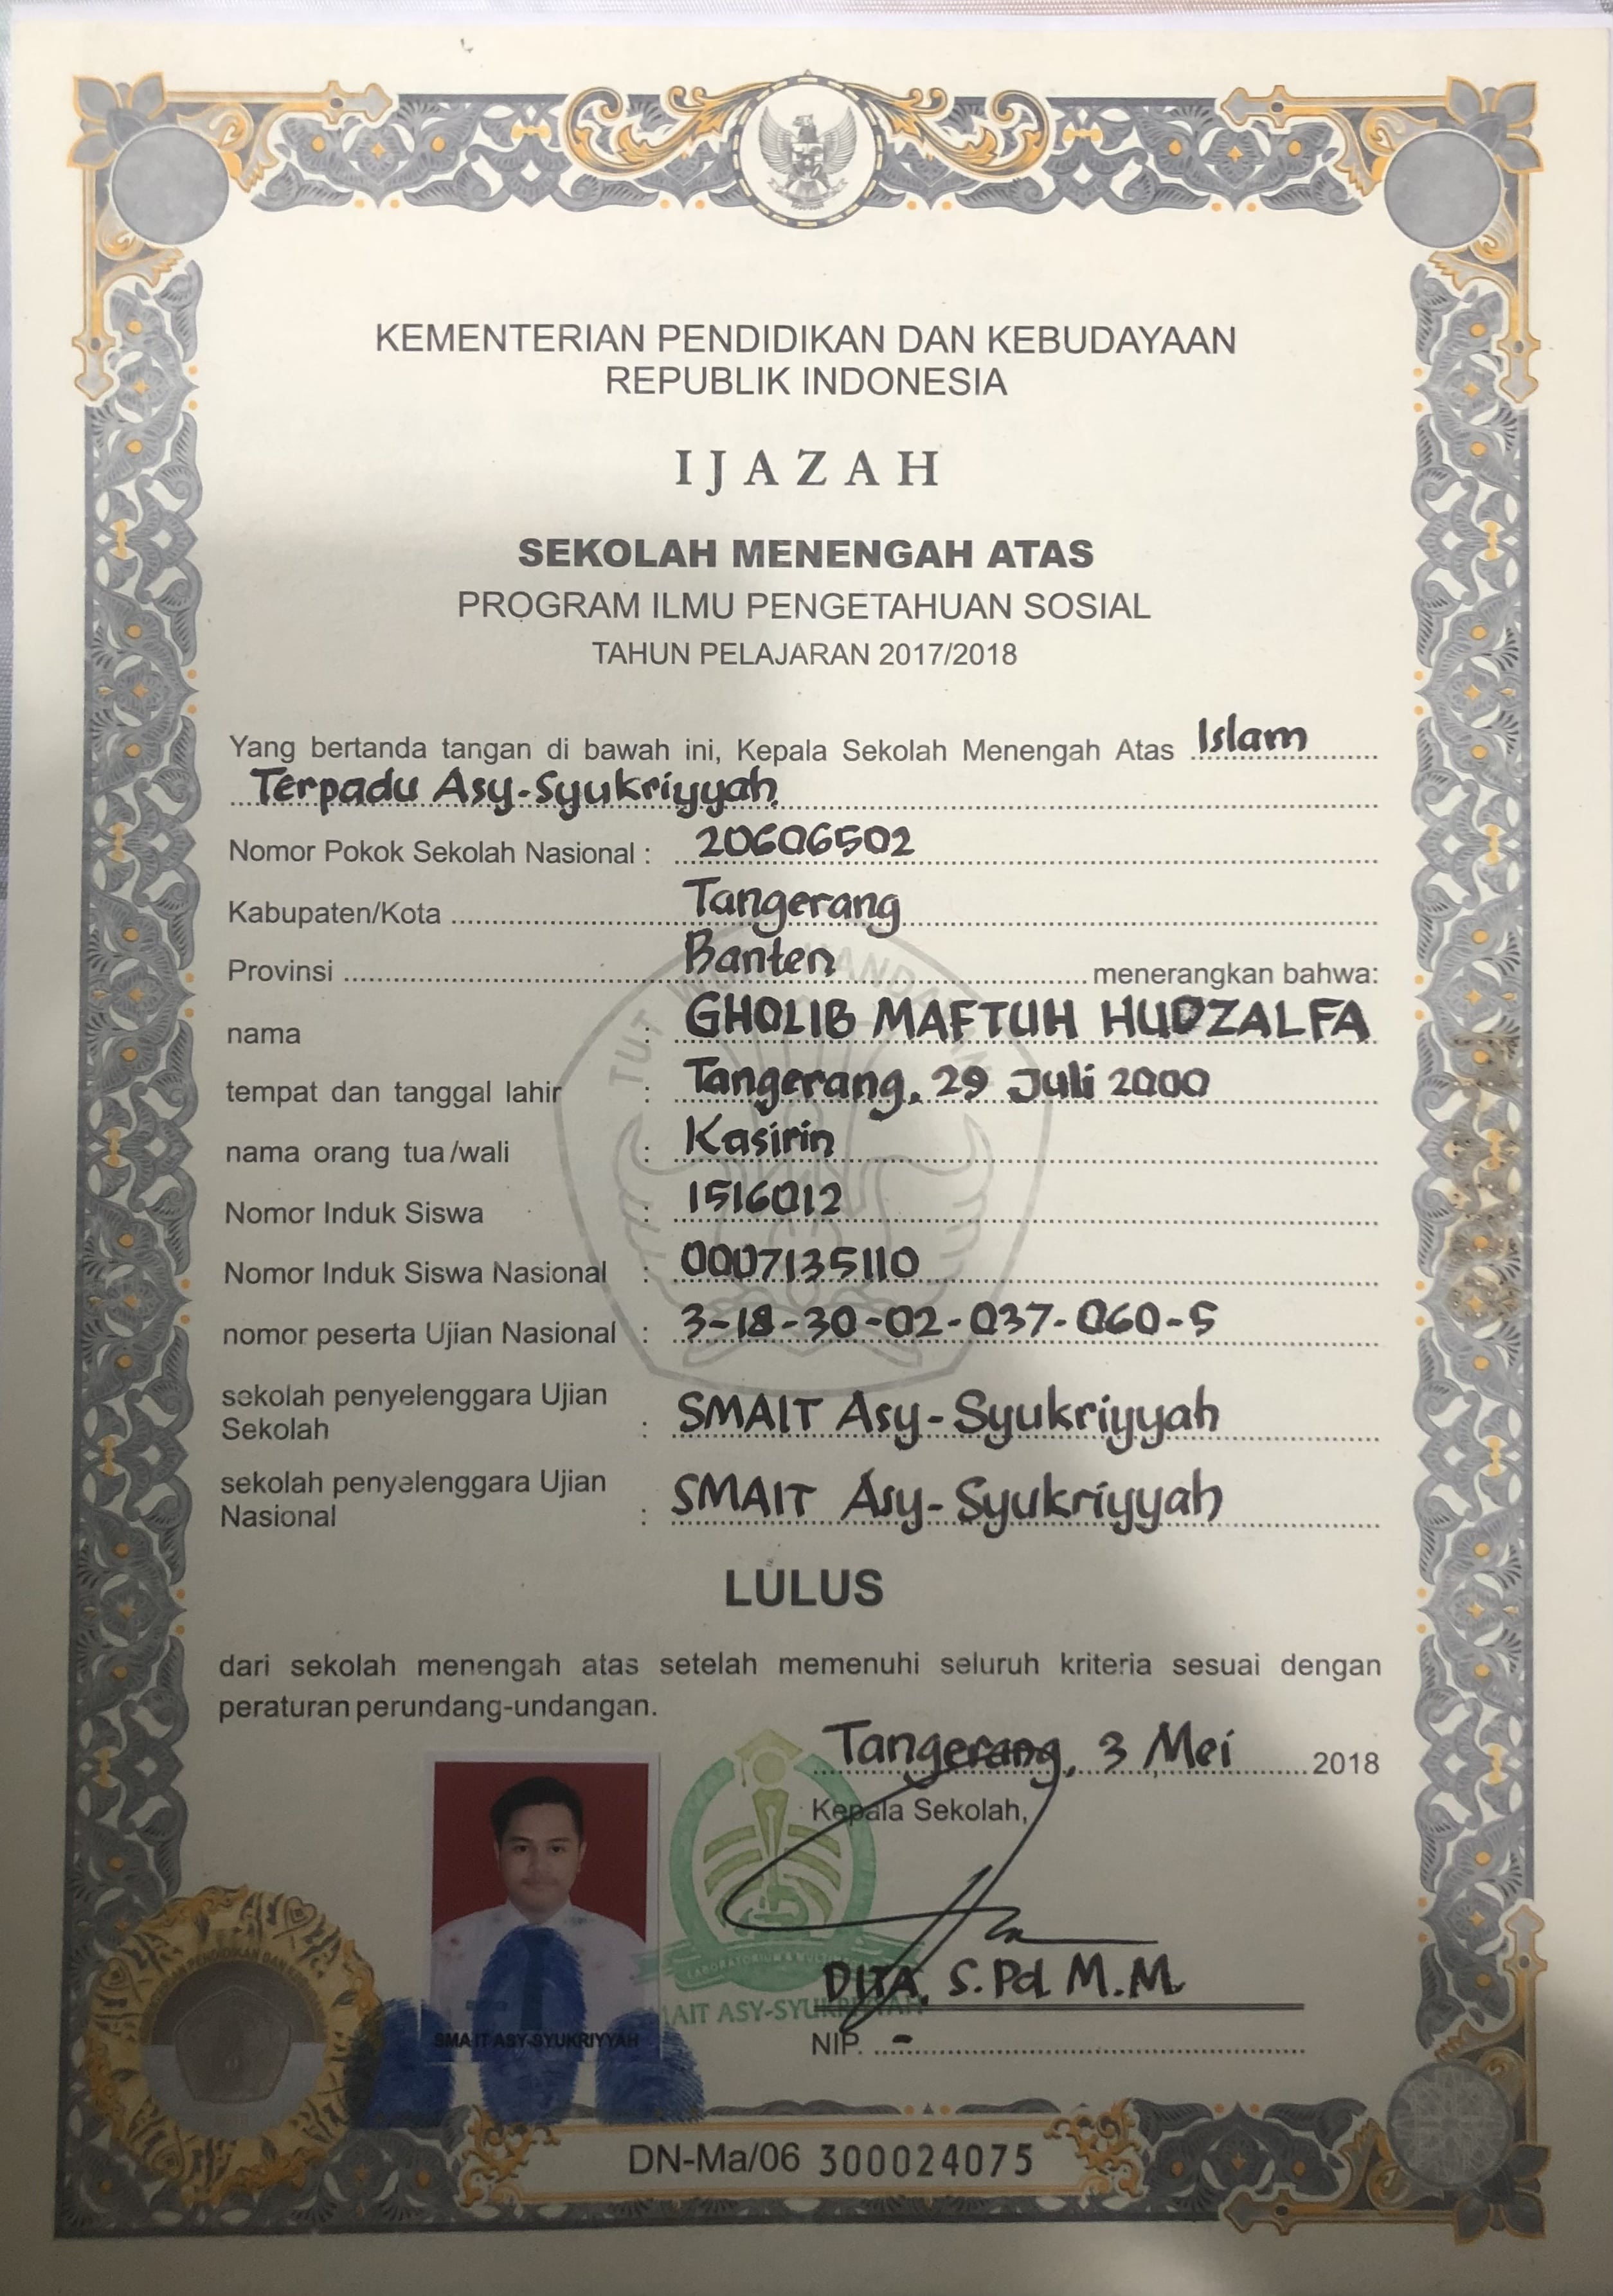 KEMENTERIAN PENDIDIKAN DAN KEBUDAYAAN
REPUBLIK INDONESIA
IJAZAH
SEKOLAH MENENGAH ATAS
PROGRAM ILMU PENGETAHUAN SOSIAL
TAHUN PELAJARAN 2017/2018
Yang bertanda tangan di bawah ini, Kepala Sekolah Menengah Atas Islam
Terpadu Asy-Syukriyyah
Nomor Pokok Sekolah Nasional : 20606502
Kabupaten/Kota Tangerang
Provinsi Banten menerangkan bahwa:
nama : GHOLIB MAFTUH HUDZALFA
tempat dan tanggal lahir : Tangerang, 29 Juli 2000
nama orang tua/wali : Kasirin
Nomor Induk Siswa : 1516012
Nomor Induk Siswa Nasional : 0007135110
nomor peserta Ujian Nasional : 3-18-30-02-037-060-5
sekolah penyelenggara Ujian
Sekolah : SMAIT Asy-Syukriyyah
sekolah penyelenggara Ujian
Nasional : SMAIT Asy-Syukriyyah
LULUS
dari sekolah menengah atas setelah memenuhi seluruh kriteria sesuai dengan
peraturan perundang-undangan.
Tangerang, 3 Mei 2018
Kepala Sekolah,
DITA, S.Pd M.M
SMA IT ASY-SYUKRIYYAH
NIP. -
DN-Ma/06 300024075